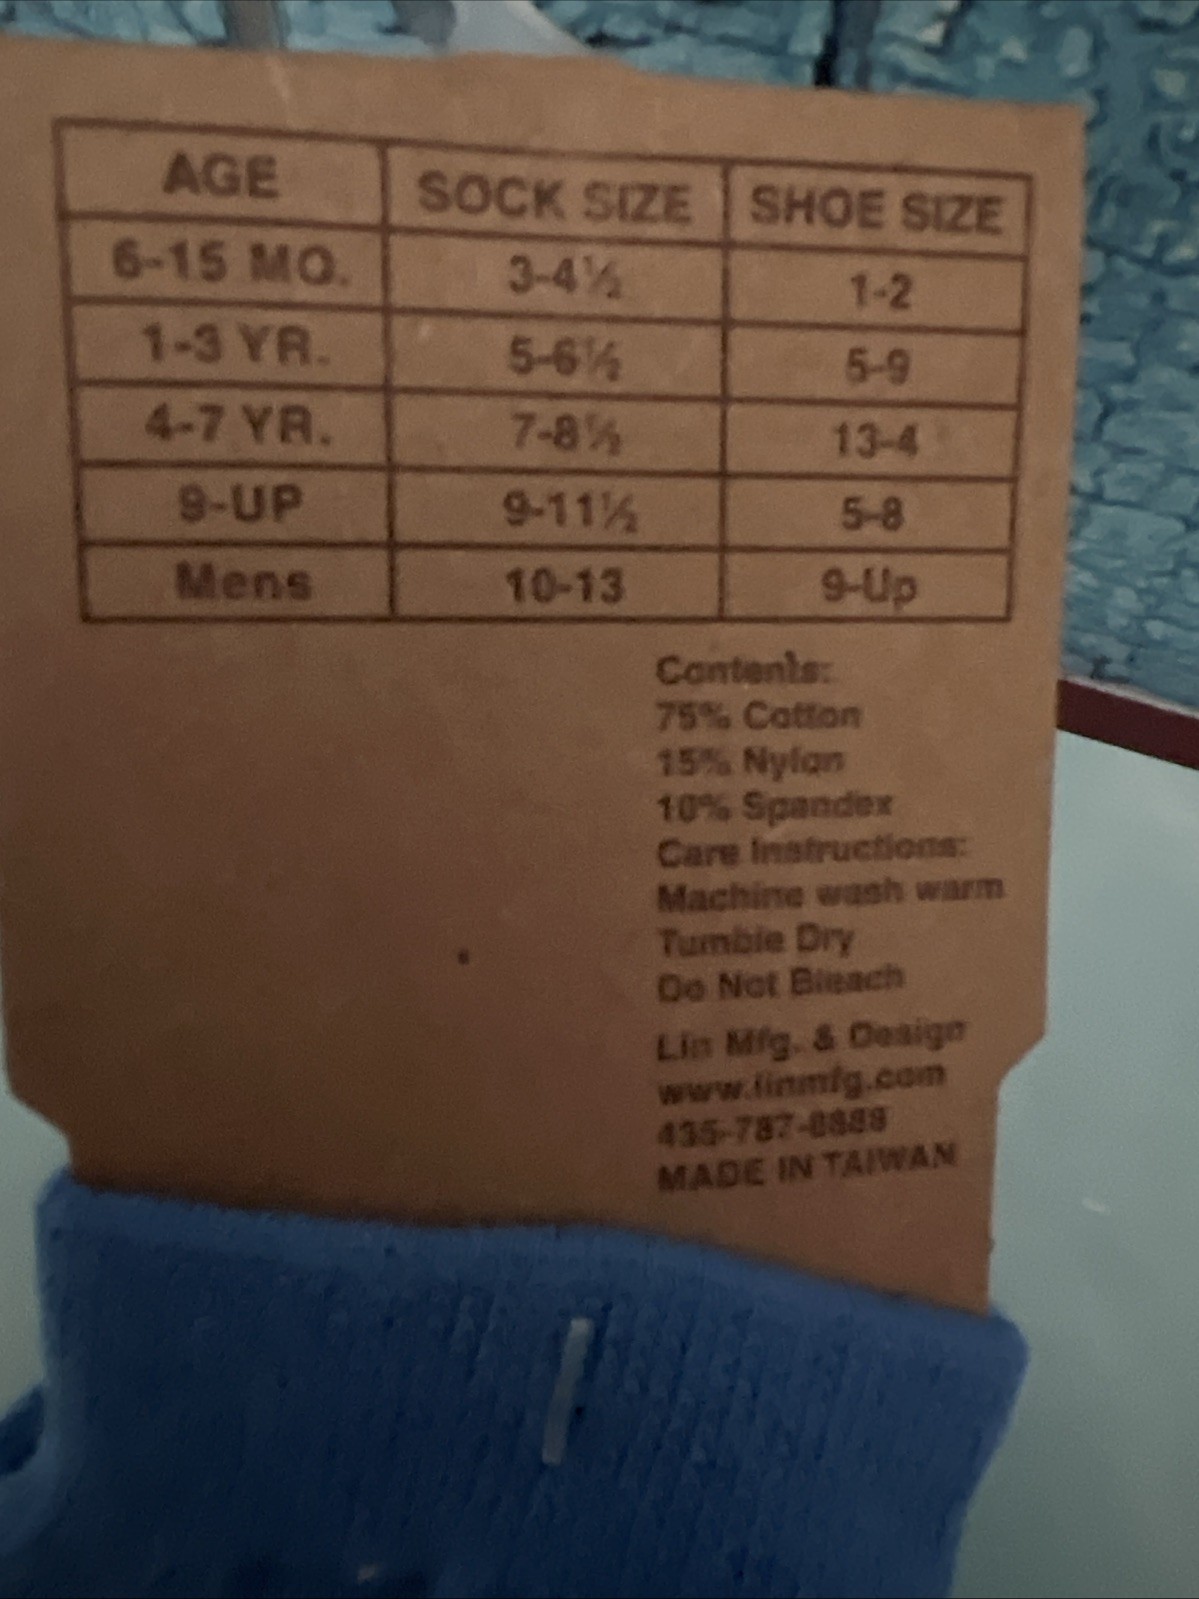 AGE SOCK SIZE SHOE SIZE
6-15 MO. 3-4½ 1-2
1-3 YR. 5-6½ 5-9
4-7 YR. 7-8½ 13-4
9-UP 9-11½ 5-8
Mens 10-13 9-Up
Contents:
75% Cotton
15% Nylon
10% Spandex
Care Instructions:
Machine wash warm
Tumble Dry
Do Not Bleach
Lin Mfg. & Design
www.linmfg.com
435-787-8888
MADE IN TAIWAN